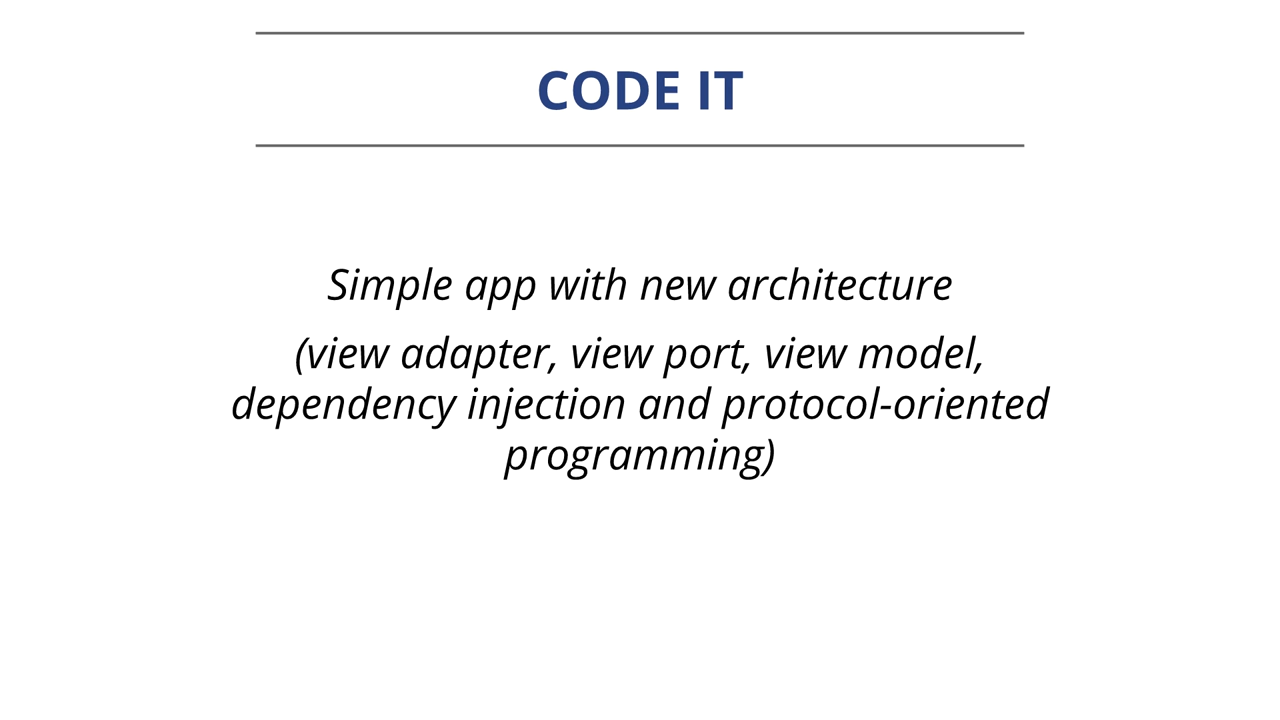 CODE IT
Simple app with new architecture
(view adapter, view port, view model,
dependency injection and protocol-oriented
programming)